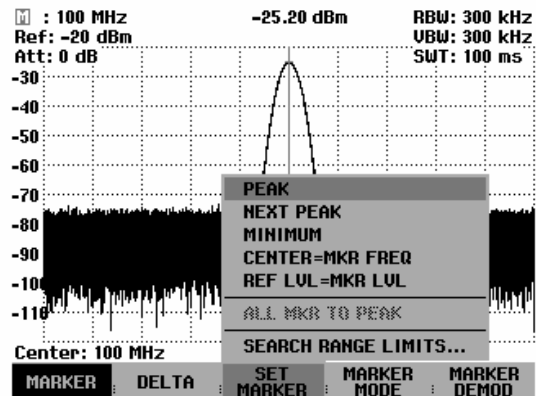 M : 100 MHz -25.20 dBm RBW: 300 kHz
Ref: -20 dBm VBW: 300 kHz
Att: 0 dB SWT: 100 ms
-30
-40
-50
-60
-70
-80
-90
-100
-110
PEAK
NEXT PEAK
MINIMUM
CENTER=MKR FREQ
REF LVL=MKR LVL
ALL MKR TO PEAK
SEARCH RANGE LIMITS...
Center: 100 MHz
MARKER DELTA SET MARKER MARKER MODE MARKER DEMOD